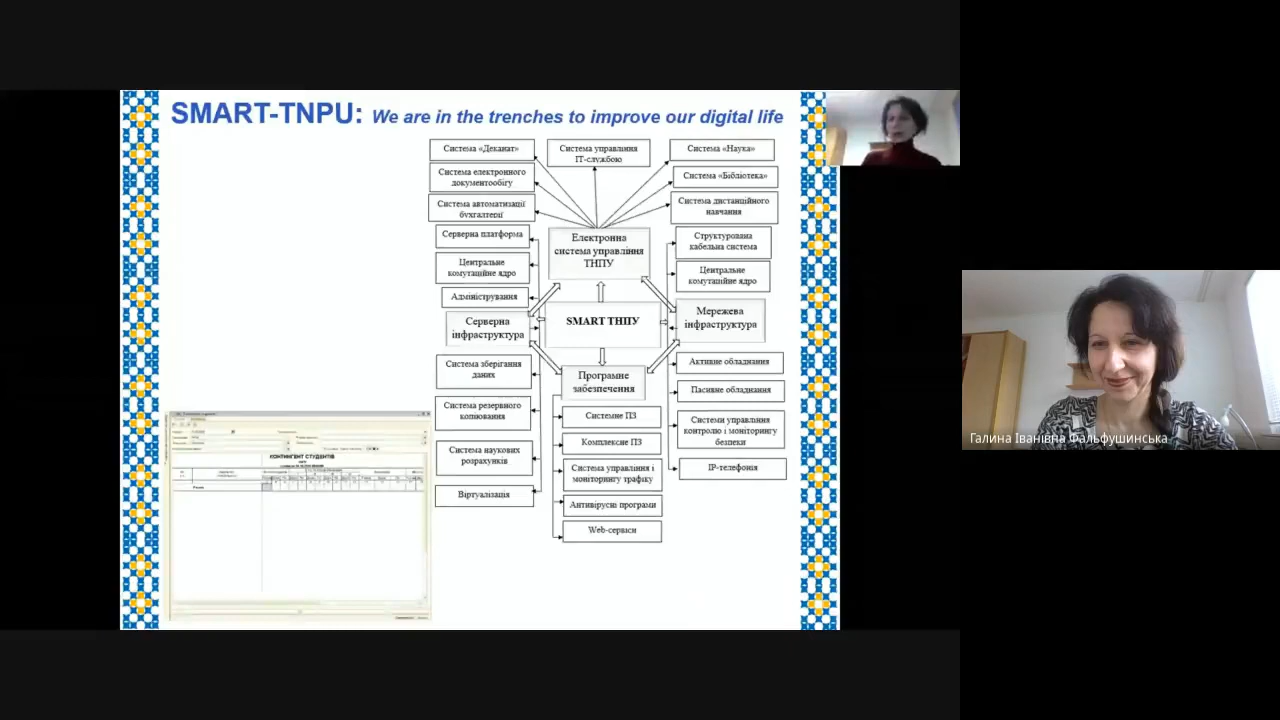 SMART-TNPU: We are in the trenches to improve our digital life
Система «Деканат»
Система управління
ІТ-службою
Система «Наука»
Система електронного
документообігу
Система «Бібліотека»
Система автоматизації
бухгалтерії
Система дистанційного
навчання
Серверна платформа
Електронна
система управління
ТНПУ
Структурована
кабельна система
Центральне
комутаційне ядро
Центральне
комутаційне ядро
Адміністрування
Серверна
інфраструктура
SMART ТНПУ
Мережева
інфраструктура
Система зберігання
даних
Програмне
забезпечення
Активне обладнання
Пасивне обладнання
Система резервного
копіювання
Системне ПЗ
Системи управління
контролю і моніторингу
безпеки
Комплексне ПЗ
Система наукових
розрахунків
Система управління і
моніторингу трафіку
ІР-телефонія
Віртуалізація
Антивірусні програми
Web-сервіси
КОНТИНГЕНТ СТУДЕНТІВ
Галина Іванівна Фальфушинська